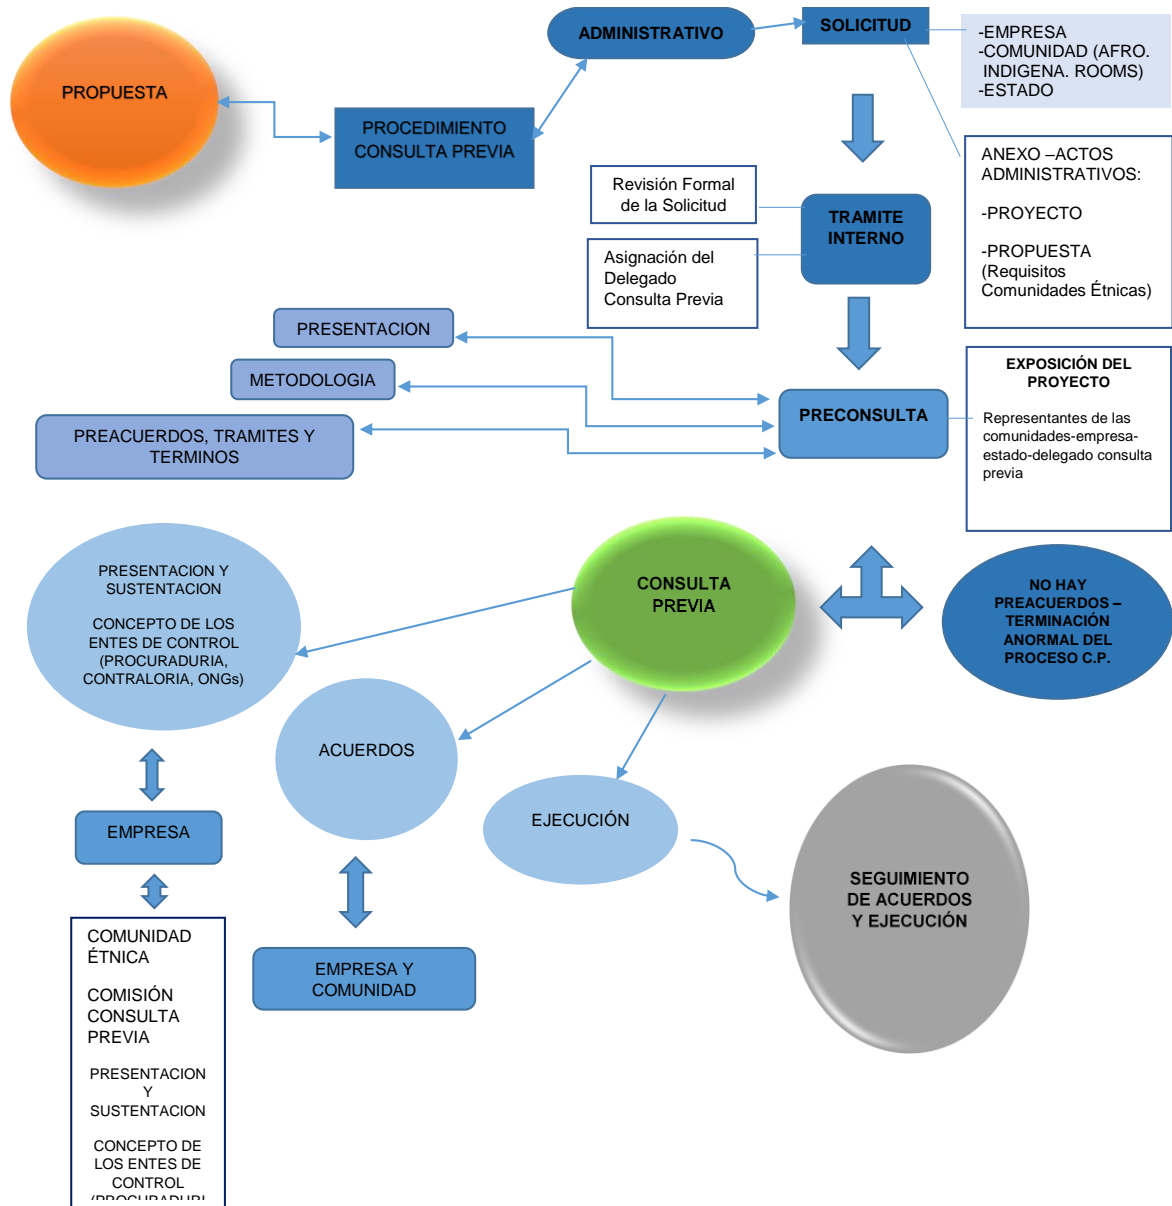 PROPUESTA
PROCEDIMIENTO
CONSULTA PREVIA
ADMINISTRATIVO
SOLICITUD
-EMPRESA
-COMUNIDAD (AFRO.
INDIGENA. ROOMS)
-ESTADO
ANEXO –ACTOS
ADMINISTRATIVOS:
-PROYECTO
-PROPUESTA
(Requisitos
Comunidades Étnicas)
Revisión Formal
de la Solicitud
TRAMITE
INTERNO
Asignación del
Delegado
Consulta Previa
PRESENTACION
METODOLOGIA
PREACUERDOS, TRAMITES Y
TERMINOS
PRECONSULTA
EXPOSICIÓN DEL
PROYECTO
Representantes de las
comunidades-empresa-
estado-delegado consulta
previa
PRESENTACION Y
SUSTENTACION
CONCEPTO DE LOS
ENTES DE CONTROL
(PROCURADURIA,
CONTRALORIA, ONGs)
CONSULTA
PREVIA
NO HAY
PREACUERDOS –
TERMINACIÓN
ANORMAL DEL
PROCESO C.P.
ACUERDOS
EJECUCIÓN
SEGUIMIENTO
DE ACUERDOS
Y EJECUCIÓN
EMPRESA
EMPRESA Y
COMUNIDAD
COMUNIDAD
ÉTNICA
COMISIÓN
CONSULTA
PREVIA
PRESENTACION
Y
SUSTENTACION
CONCEPTO DE
LOS ENTES DE
CONTROL
(PROCURADURI